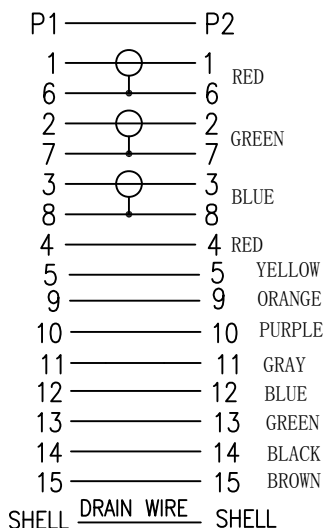 P1 P2
1 1
RED
6 6
2 2
GREEN
7 7
3 3
BLUE
8 8
4 4 RED
5 5 YELLOW
9 9 ORANGE
10 10 PURPLE
11 11 GRAY
12 12 BLUE
13 13 GREEN
14 14 BLACK
15 15 BROWN
SHELL DRAIN WIRE SHELL